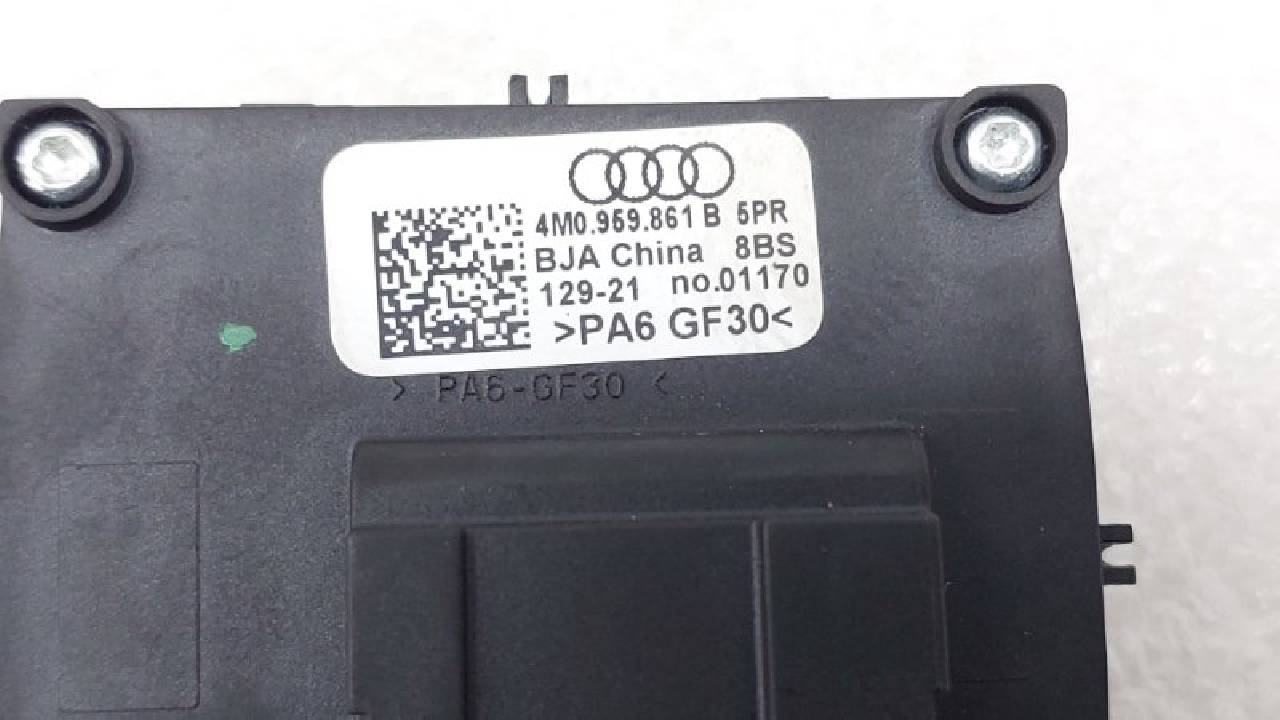 4M0.959.861 B 5PR
BJA China 8BS
129-21 no.01170
>PA6 GF30<
> PA6-GF30 <